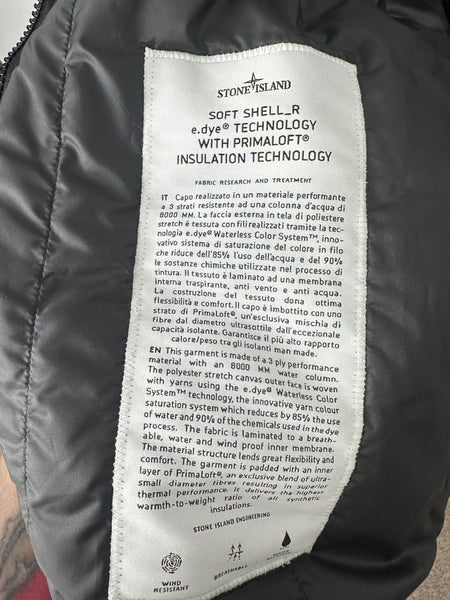 STONE ISLAND
SOFT SHELL_R
e.dye® TECHNOLOGY
WITH PRIMALOFT®
INSULATION TECHNOLOGY
FABRIC RESEARCH AND TREATMENT
IT Capo realizzato in un materiale performante
a 3 strati resistente ad una colonna d'acqua di
8000 MM. La faccia esterna in tela di poliestere
stretch é tessuta con fili realizzati tramite la tec-
nologia e.dye® Waterless Color System™, inno-
vativo sistema di saturazione del colore in filo
che riduce dell'85% l'uso dell'acqua e del 90%
le sostanze chimiche utilizzate nel processo di
tintura. Il tessuto è laminato ad una membrana
interna traspirante, anti vento e anti acqua.
La costruzione del tessuto dona ottima
flessibilità e comfort. Il capo è imbottito con uno
strato di PrimaLoft®, un'esclusiva mischia di
fibre dal diametro ultrasottile dall'eccezionale
capacità isolante. Garantisce il più alto rapporto
calore/peso tra gli isolanti man made.
EN This garment is made of a 3 ply performance
material with an 8000 MM water column.
The polyester stretch canvas outer face is woven
with yarns using the e.dye® Waterless Color
System™ technology, the innovative yarn colour
saturation system which reduces by 85% the use
of water and 90% of the chemicals used in the dye
process. The fabric is laminated to a breath-
able, water and wind proof inner membrane.
The material structure lends great flexibility and
comfort. The garment is padded with an inner
layer of PrimaLoft®, an exclusive blend of ultra-
small diameter fibres resulting in superior
thermal performance. It delivers the highest
warmth-to-weight ratio of all synthetic
insulations.
STONE ISLAND ENGINEERING
WIND
RESISTANT
BREATHABLE
WATER